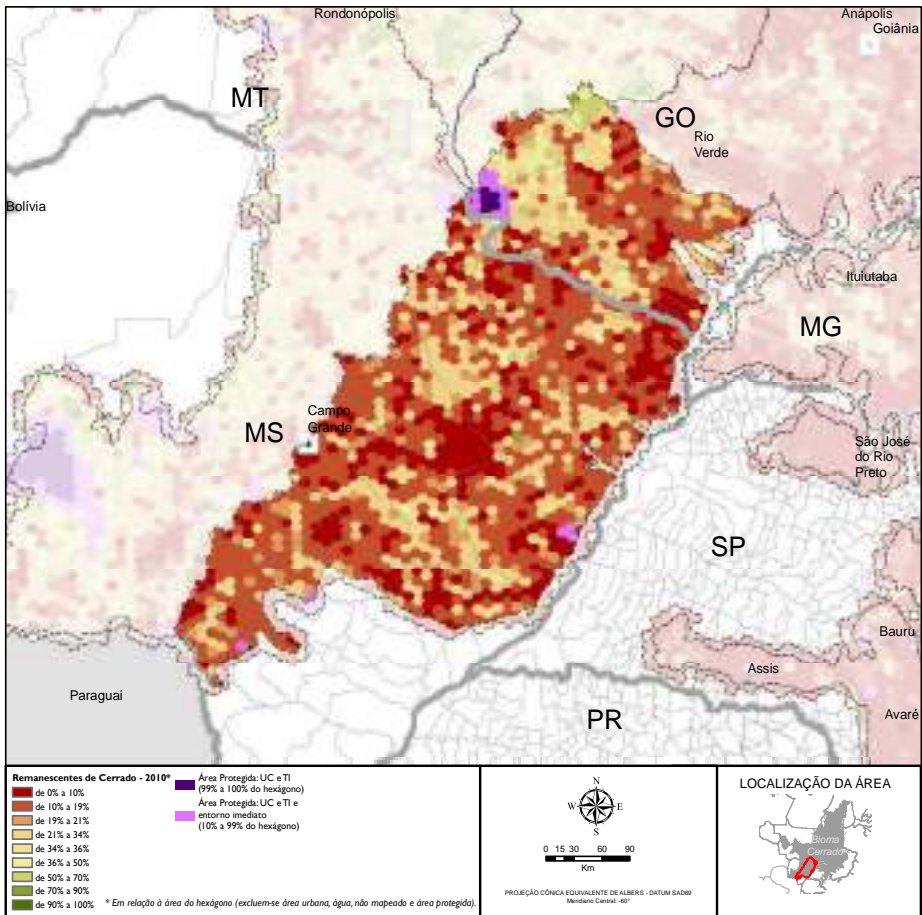 Rondonópolis
Anápolis
Goiânia
MT
GO
Rio
Verde
Bolívia
Ituiutaba
MG
Campo
Grande
MS
São José
do Rio
Preto
SP
Bauru
Assis
Paraguai
Avaré
PR
Remanescentes de Cerrado - 2010*
de 0% a 10%
de 10% a 19%
de 19% a 21%
de 21% a 34%
de 34% a 36%
de 36% a 50%
de 50% a 70%
de 70% a 90%
de 90% a 100%
Área Protegida: UC e TI
(99% a 100% do hexágono)
Área Protegida: UC e TI e
entorno imediato
(10% a 99% do hexágono)
* Em relação à área do hexágono (excluem-se área urbana, água, não mapeado e área protegida).
N
W E
S
0 15 30 60 90
Km
PROJEÇÃO CÔNICA EQUIVALENTE DE ALBERS - DATUM SAD69
Meridiano Central: -60°
LOCALIZAÇÃO DA ÁREA
Bioma
Cerrado